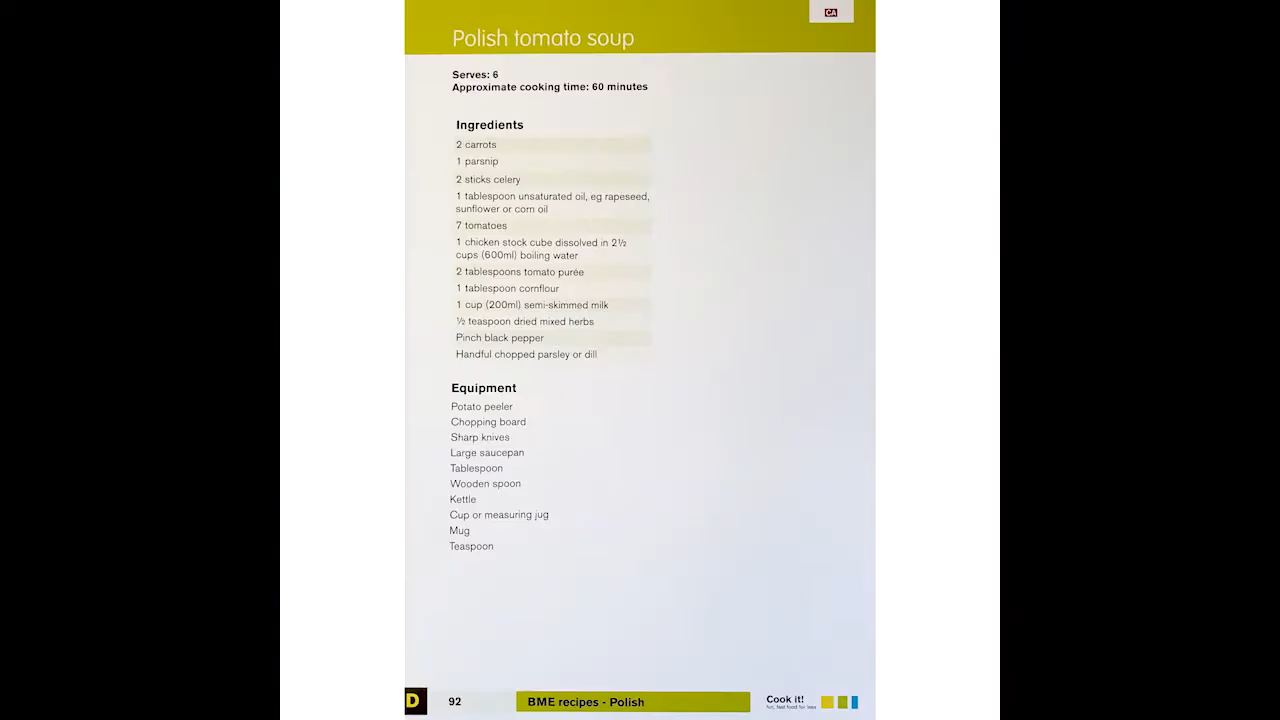 CA
Polish tomato soup
Serves: 6
Approximate cooking time: 60 minutes
Ingredients
2 carrots
1 parsnip
2 sticks celery
1 tablespoon unsaturated oil, eg rapeseed,
sunflower or corn oil
7 tomatoes
1 chicken stock cube dissolved in 2½
cups (600ml) boiling water
2 tablespoons tomato purée
1 tablespoon cornflour
1 cup (200ml) semi-skimmed milk
½ teaspoon dried mixed herbs
Pinch black pepper
Handful chopped parsley or dill
Equipment
Potato peeler
Chopping board
Sharp knives
Large saucepan
Tablespoon
Wooden spoon
Kettle
Cup or measuring jug
Mug
Teaspoon
D
92
BME recipes - Polish
Cook it!
fun, fast food for less